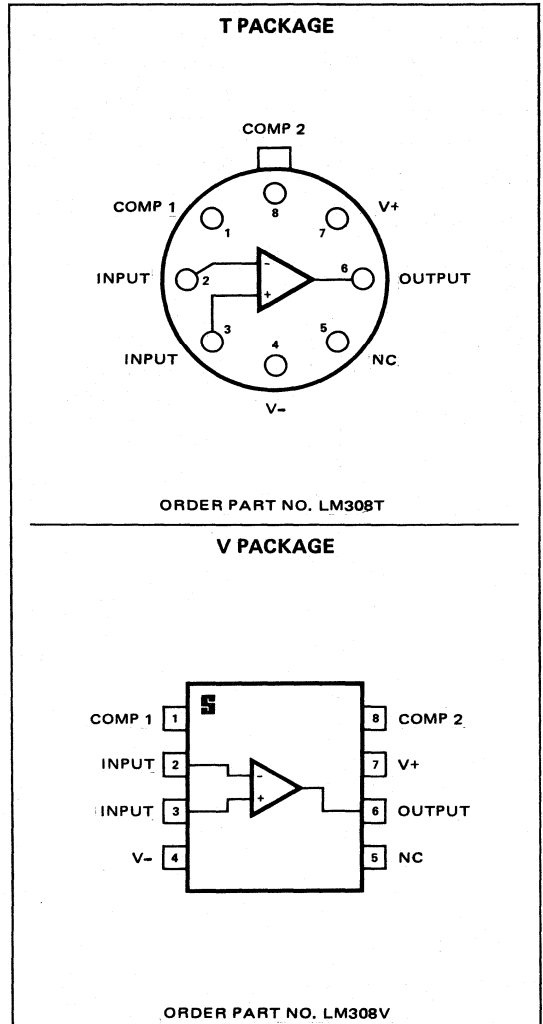 T PACKAGE
COMP 2
COMP 1
8
V+
1
7
INPUT
2
-
6
OUTPUT
+
3
5
INPUT
4
NC
V-
ORDER PART NO. LM308T
V PACKAGE
S
COMP 1 1
8 COMP 2
INPUT 2
-
7 V+
+
INPUT 3
6 OUTPUT
V- 4
5 NC
ORDER PART NO. LM308V